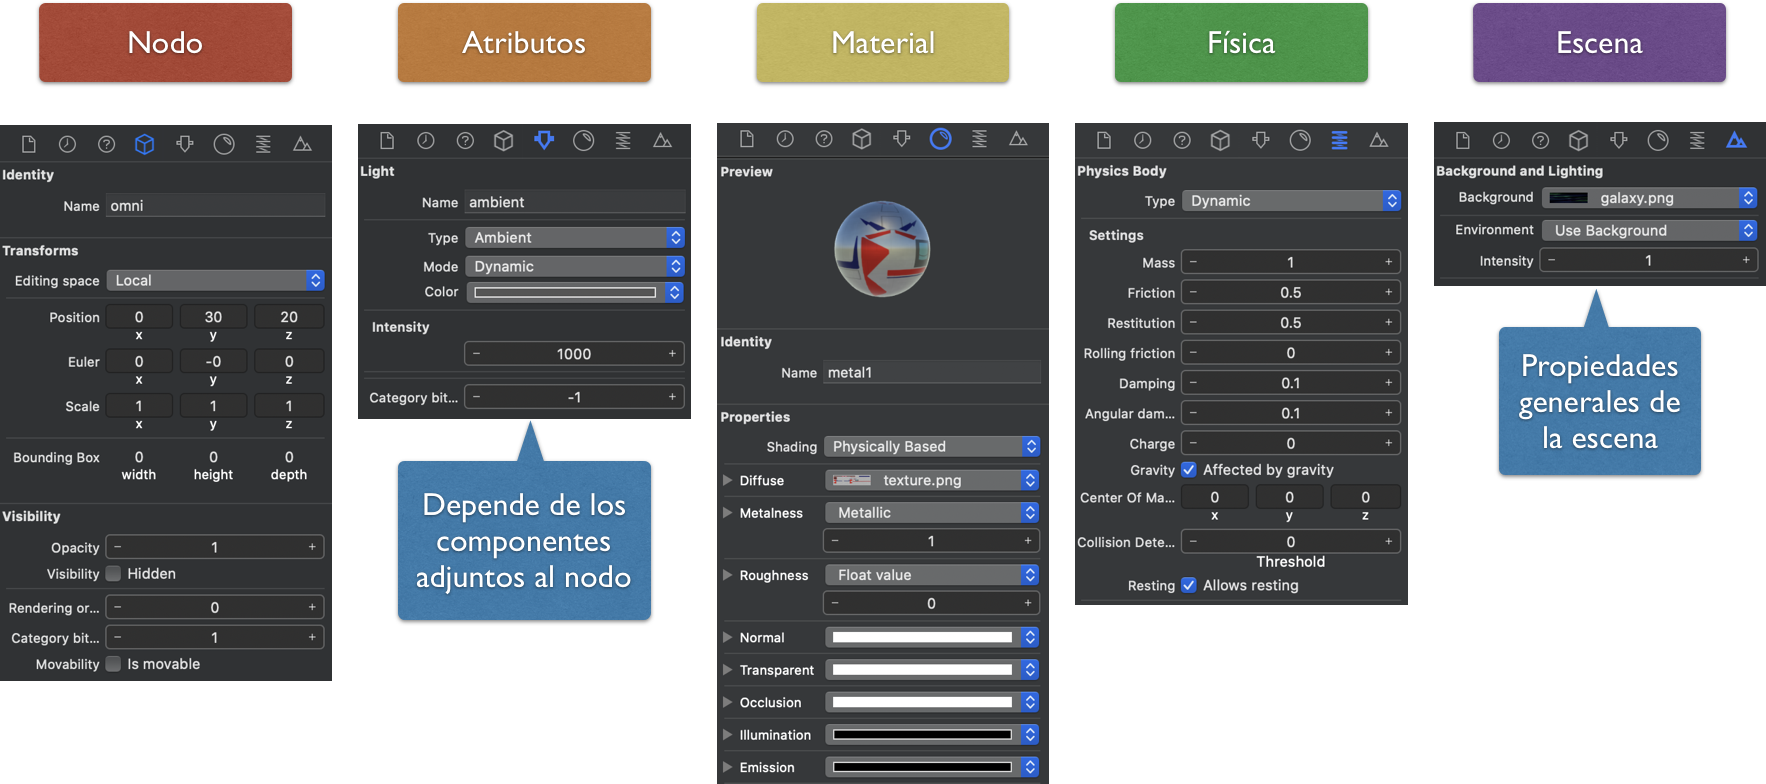 Nodo
Atributos
Material
Física
Escena
Identity
Name omni
Transforms
Editing space Local
Position 0 30 20
x y z
Euler 0 -0 0
x y z
Scale 1 1 1
x y z
Bounding Box 0 0 0
width height depth
Visibility
Opacity − 1 +
Visibility Hidden
Rendering or... − 0 +
Category bit... − 1 +
Movability Is movable
Light
Name ambient
Type Ambient
Mode Dynamic
Color
Intensity
− 1000 +
Category bit... − -1 +
Depende de los
componentes
adjuntos al nodo
Preview
Identity
Name metal1
Properties
Shading Physically Based
Diffuse texture.png
Metalness Metallic
− 1 +
Roughness Float value
− 0 +
Normal
Transparent
Occlusion
Illumination
Emission
Physics Body
Type Dynamic
Settings
Mass − 1 +
Friction − 0.5 +
Restitution − 0.5 +
Rolling friction − 0 +
Damping − 0.1 +
Angular dam... − 0.1 +
Charge − 0 +
Gravity Affected by gravity
Center Of Ma... 0 0 0
x y z
Collision Dete... − 0 +
Threshold
Resting Allows resting
Background and Lighting
Background galaxy.png
Environment Use Background
Intensity − 1 +
Propiedades
generales de
la escena